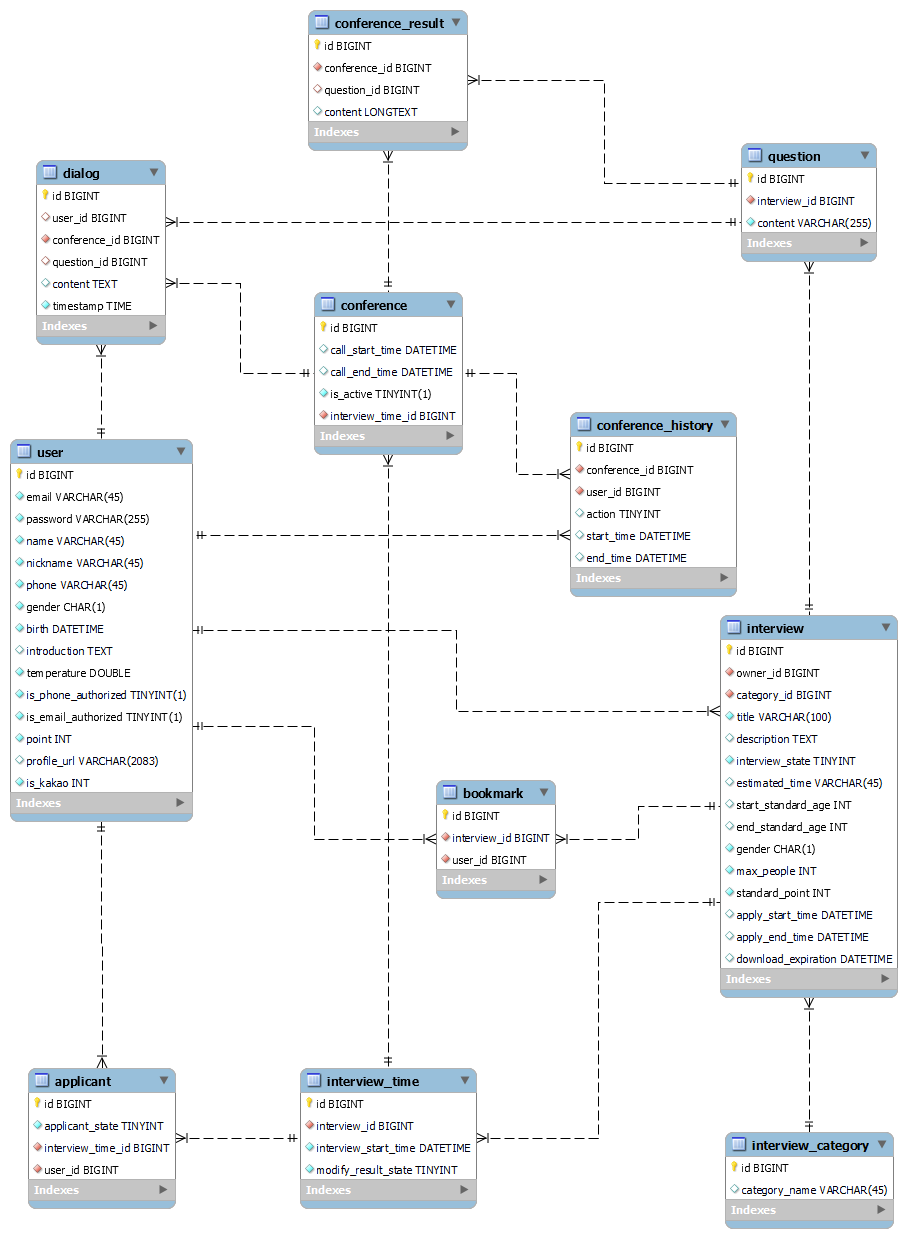 conference_result
id BIGINT
conference_id BIGINT
question_id BIGINT
content LONGTEXT
Indexes
question
id BIGINT
interview_id BIGINT
content VARCHAR(255)
Indexes
dialog
id BIGINT
user_id BIGINT
conference_id BIGINT
question_id BIGINT
content TEXT
timestamp TIME
Indexes
conference
id BIGINT
call_start_time DATETIME
call_end_time DATETIME
is_active TINYINT(1)
interview_time_id BIGINT
Indexes
conference_history
id BIGINT
conference_id BIGINT
user_id BIGINT
action TINYINT
start_time DATETIME
end_time DATETIME
Indexes
user
id BIGINT
email VARCHAR(45)
password VARCHAR(255)
name VARCHAR(45)
nickname VARCHAR(45)
phone VARCHAR(45)
gender CHAR(1)
birth DATETIME
introduction TEXT
temperature DOUBLE
is_phone_authorized TINYINT(1)
is_email_authorized TINYINT(1)
point INT
profile_url VARCHAR(2083)
is_kakao INT
Indexes
interview
id BIGINT
owner_id BIGINT
category_id BIGINT
title VARCHAR(100)
description TEXT
interview_state TINYINT
estimated_time VARCHAR(45)
start_standard_age INT
end_standard_age INT
gender CHAR(1)
max_people INT
standard_point INT
apply_start_time DATETIME
apply_end_time DATETIME
download_expiration DATETIME
Indexes
bookmark
id BIGINT
interview_id BIGINT
user_id BIGINT
Indexes
applicant
id BIGINT
applicant_state TINYINT
interview_time_id BIGINT
user_id BIGINT
Indexes
interview_time
id BIGINT
interview_id BIGINT
interview_start_time DATETIME
modify_result_state TINYINT
Indexes
interview_category
id BIGINT
category_name VARCHAR(45)
Indexes